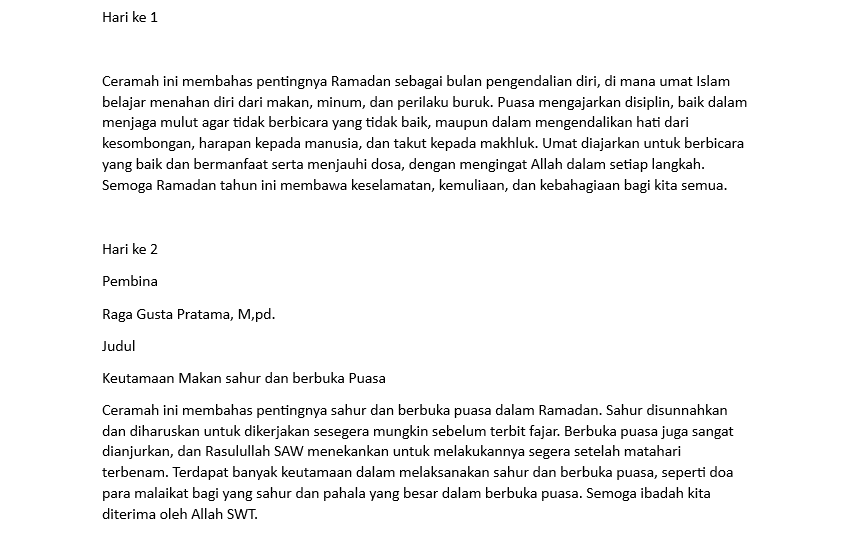 Hari ke 1
Ceramah ini membahas pentingnya Ramadan sebagai bulan pengendalian diri, di mana umat Islam
belajar menahan diri dari makan, minum, dan perilaku buruk. Puasa mengajarkan disiplin, baik dalam
menjaga mulut agar tidak berbicara yang tidak baik, maupun dalam mengendalikan hati dari
kesombongan, harapan kepada manusia, dan takut kepada makhluk. Umat diajarkan untuk berbicara
yang baik dan bermanfaat serta menjauhi dosa, dengan mengingat Allah dalam setiap langkah.
Semoga Ramadan tahun ini membawa keselamatan, kemuliaan, dan kebahagiaan bagi kita semua.
Hari ke 2
Pembina
Raga Gusta Pratama, M,pd.
Judul
Keutamaan Makan sahur dan berbuka Puasa
Ceramah ini membahas pentingnya sahur dan berbuka puasa dalam Ramadan. Sahur disunnahkan
dan diharuskan untuk dikerjakan sesegera mungkin sebelum terbit fajar. Berbuka puasa juga sangat
dianjurkan, dan Rasulullah SAW menekankan untuk melakukannya segera setelah matahari
terbenam. Terdapat banyak keutamaan dalam melaksanakan sahur dan berbuka puasa, seperti doa
para malaikat bagi yang sahur dan pahala yang besar dalam berbuka puasa. Semoga ibadah kita
diterima oleh Allah SWT.